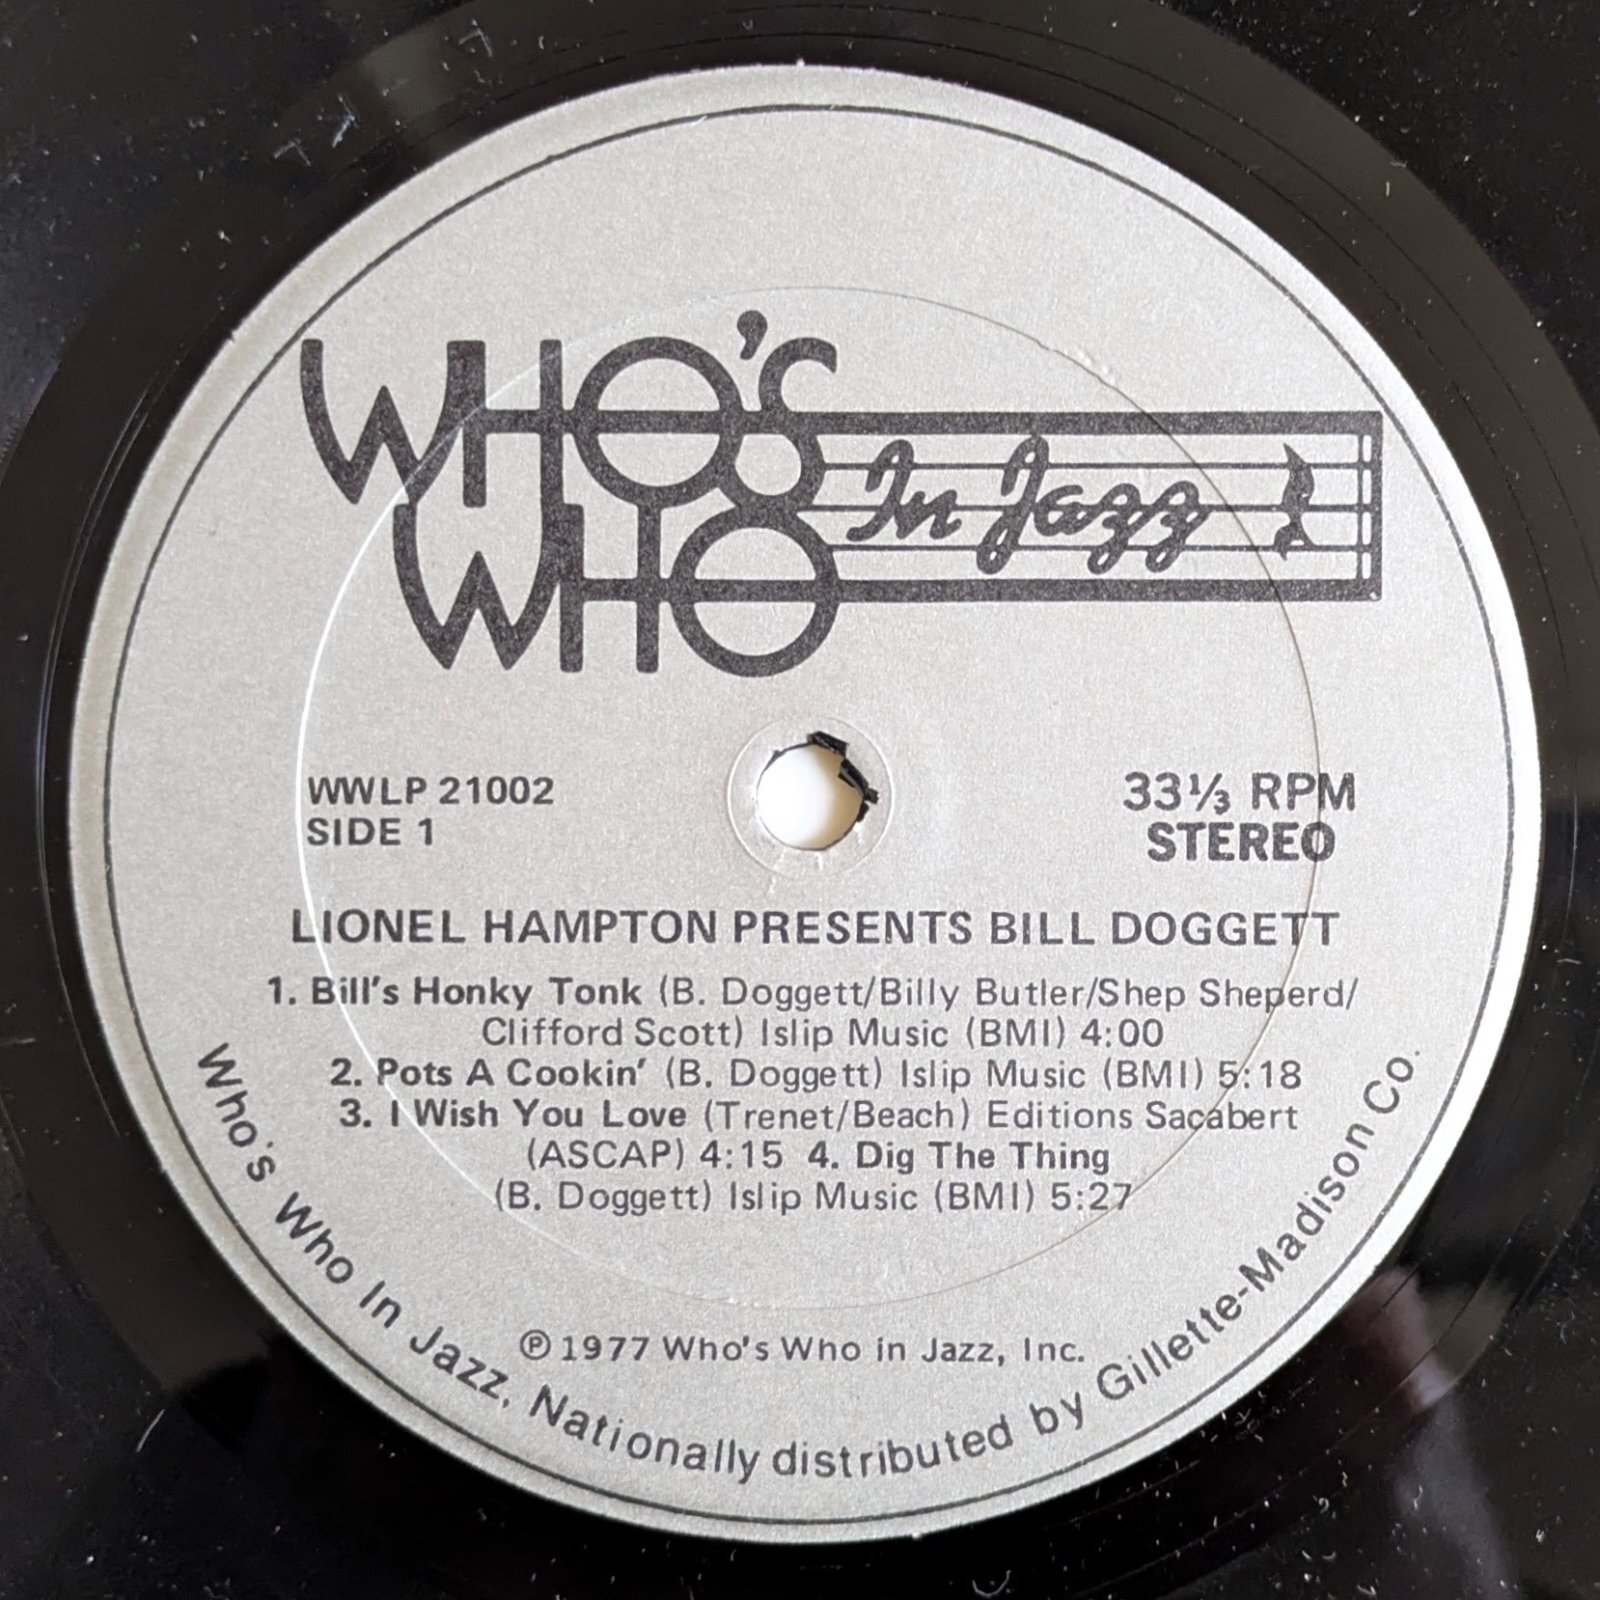 WHO'S
WHO
In Jazz
WWLP 21002
SIDE 1
33⅓ RPM
STEREO
LIONEL HAMPTON PRESENTS BILL DOGGETT
1. Bill's Honky Tonk (B. Doggett/Billy Butler/Shep Sheperd/
Clifford Scott) Islip Music (BMI) 4:00
2. Pots A Cookin' (B. Doggett) Islip Music (BMI) 5:18
3. I Wish You Love (Trenet/Beach) Editions Sacabert
(ASCAP) 4:15 4. Dig The Thing
(B. Doggett) Islip Music (BMI) 5:27
℗ 1977 Who's Who in Jazz, Inc.
Who's Who In Jazz, Nationally distributed by Gillette-Madison Co.